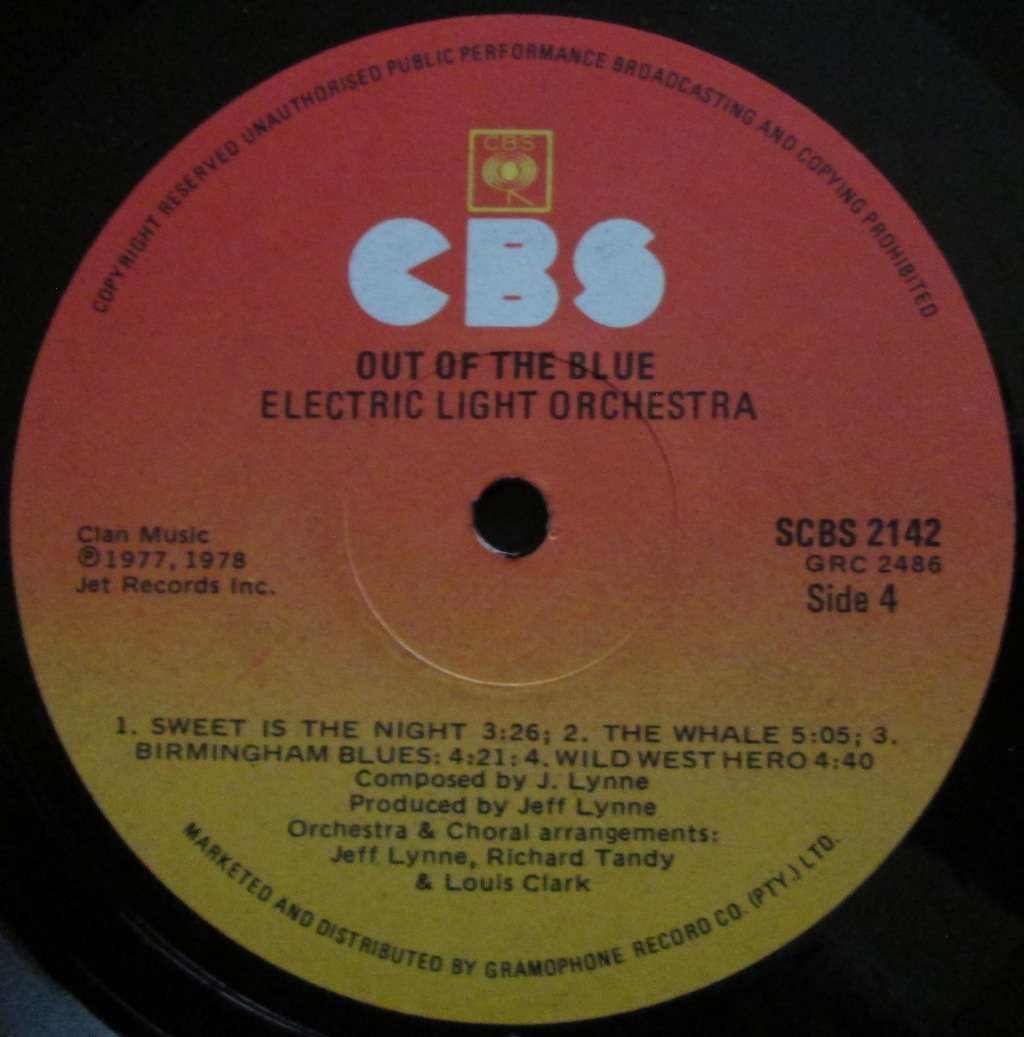 COPYRIGHT RESERVED UNAUTHORISED PUBLIC PERFORMANCE BROADCASTING AND COPYING PROHIBITED
CBS
CBS
OUT OF THE BLUE
ELECTRIC LIGHT ORCHESTRA
Clan Music
℗1977, 1978
Jet Records Inc.
SCBS 2142
GRC 2486
Side 4
1. SWEET IS THE NIGHT 3:26; 2. THE WHALE 5:05; 3.
BIRMINGHAM BLUES: 4:21: 4. WILD WEST HERO 4:40
Composed by J. Lynne
Produced by Jeff Lynne
Orchestra & Choral arrangements:
Jeff Lynne, Richard Tandy
& Louis Clark
MARKETED AND DISTRIBUTED BY GRAMOPHONE RECORD CO. (PTY.) LTD.